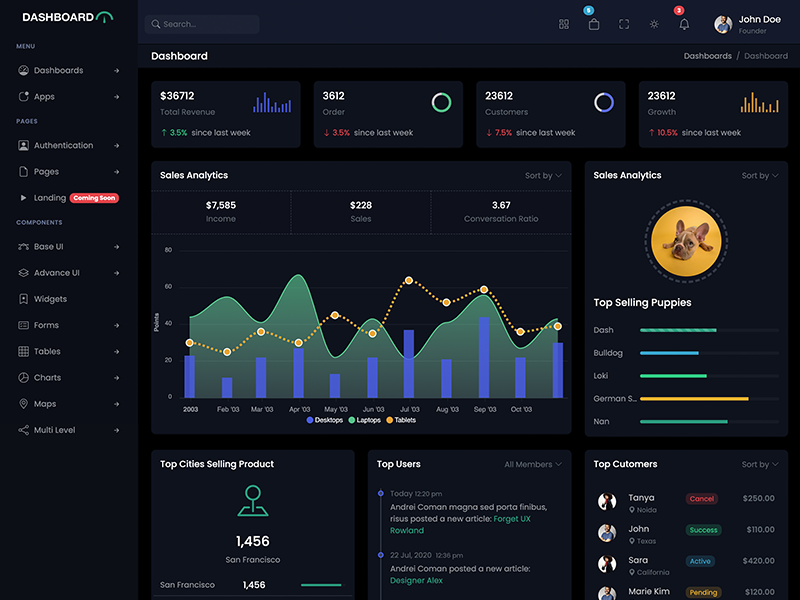 DASHBOARD
Search...
5
3
John Doe
Founder
MENU
Dashboards
Apps
PAGES
Authentication
Pages
Landing Coming Soon
COMPONENTS
Base UI
Advance UI
Widgets
Forms
Tables
Charts
Maps
Multi Level
Dashboard
Dashboards / Dashboard
$36712
Total Revenue
↑ 3.5% since last week
3612
Order
↓ 3.5% since last week
23612
Customers
↓ 7.5% since last week
23612
Growth
↑ 10.5% since last week
Sales Analytics
Sort by
$7,585
Income
$228
Sales
3.67
Conversation Ratio
80
60
40
20
0
Points
2003 Feb '03 Mar '03 Apr '03 May '03 Jun '03 Jul '03 Aug '03 Sep '03 Oct '03
Desktops Laptops Tablets
Sales Analytics
Sort by
Top Selling Puppies
Dash
Bulldog
Loki
German S...
Nan
Top Cities Selling Product
1,456
San Francisco
San Francisco 1,456
Top Users
All Members
Today 12:20 pm
Andrei Coman magna sed porta finibus,
risus posted a new article: Forget UX
Rowland
22 Jul, 2020 12:36 pm
Andrei Coman posted a new article:
Designer Alex
Top Cutomers
Sort by
Tanya Cancel $250.00
Noida
John Success $110.00
Texas
Sara Active $420.00
California
Marie Kim Pending $120.00